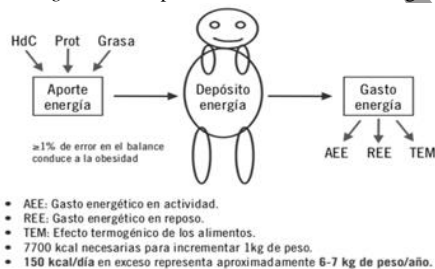 HdC Prot Grasa
Aporte energía
Depósito energía
Gasto energía
≥1% de error en el balance
conduce a la obesidad
AEE REE TEM
• AEE: Gasto energético en actividad.
• REE: Gasto energético en reposo.
• TEM: Efecto termogénico de los alimentos.
• 7700 kcal necesarias para incrementar 1kg de peso.
• 150 kcal/día en exceso representa aproximadamente 6-7 kg de peso/año.